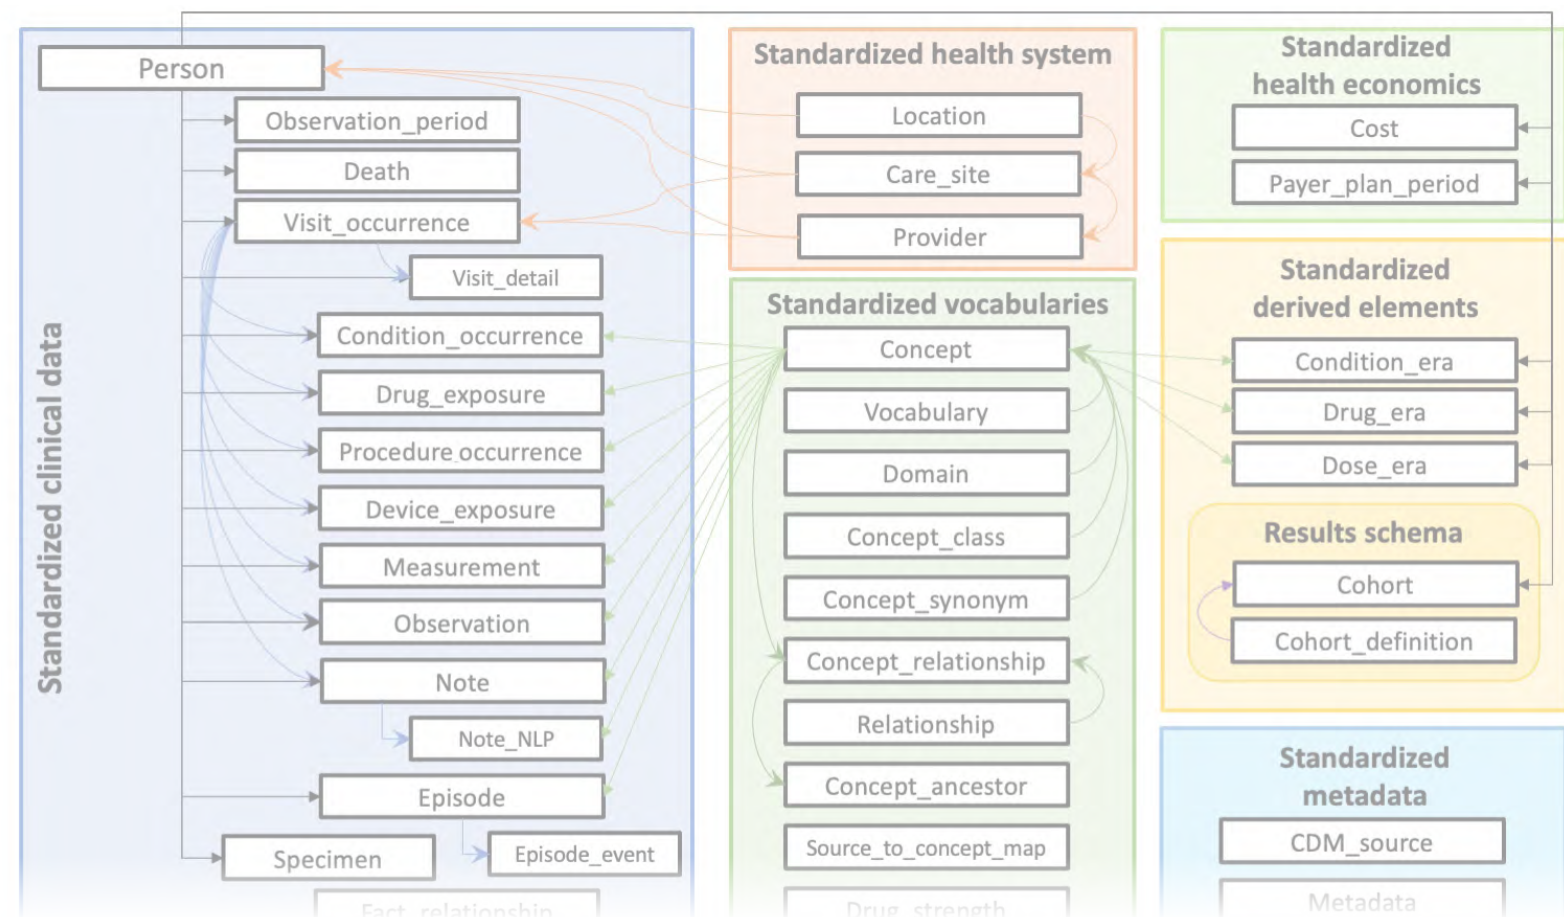 Standardized clinical data
Person
Observation_period
Death
Visit_occurrence
Visit_detail
Condition_occurrence
Drug_exposure
Procedure_occurrence
Device_exposure
Measurement
Observation
Note
Note_NLP
Episode
Specimen
Episode_event
Fact_relationship
Standardized health system
Location
Care_site
Provider
Standardized vocabularies
Concept
Vocabulary
Domain
Concept_class
Concept_synonym
Concept_relationship
Relationship
Concept_ancestor
Source_to_concept_map
Drug_strength
Standardized
health economics
Cost
Payer_plan_period
Standardized
derived elements
Condition_era
Drug_era
Dose_era
Results schema
Cohort
Cohort_definition
Standardized
metadata
CDM_source
Metadata